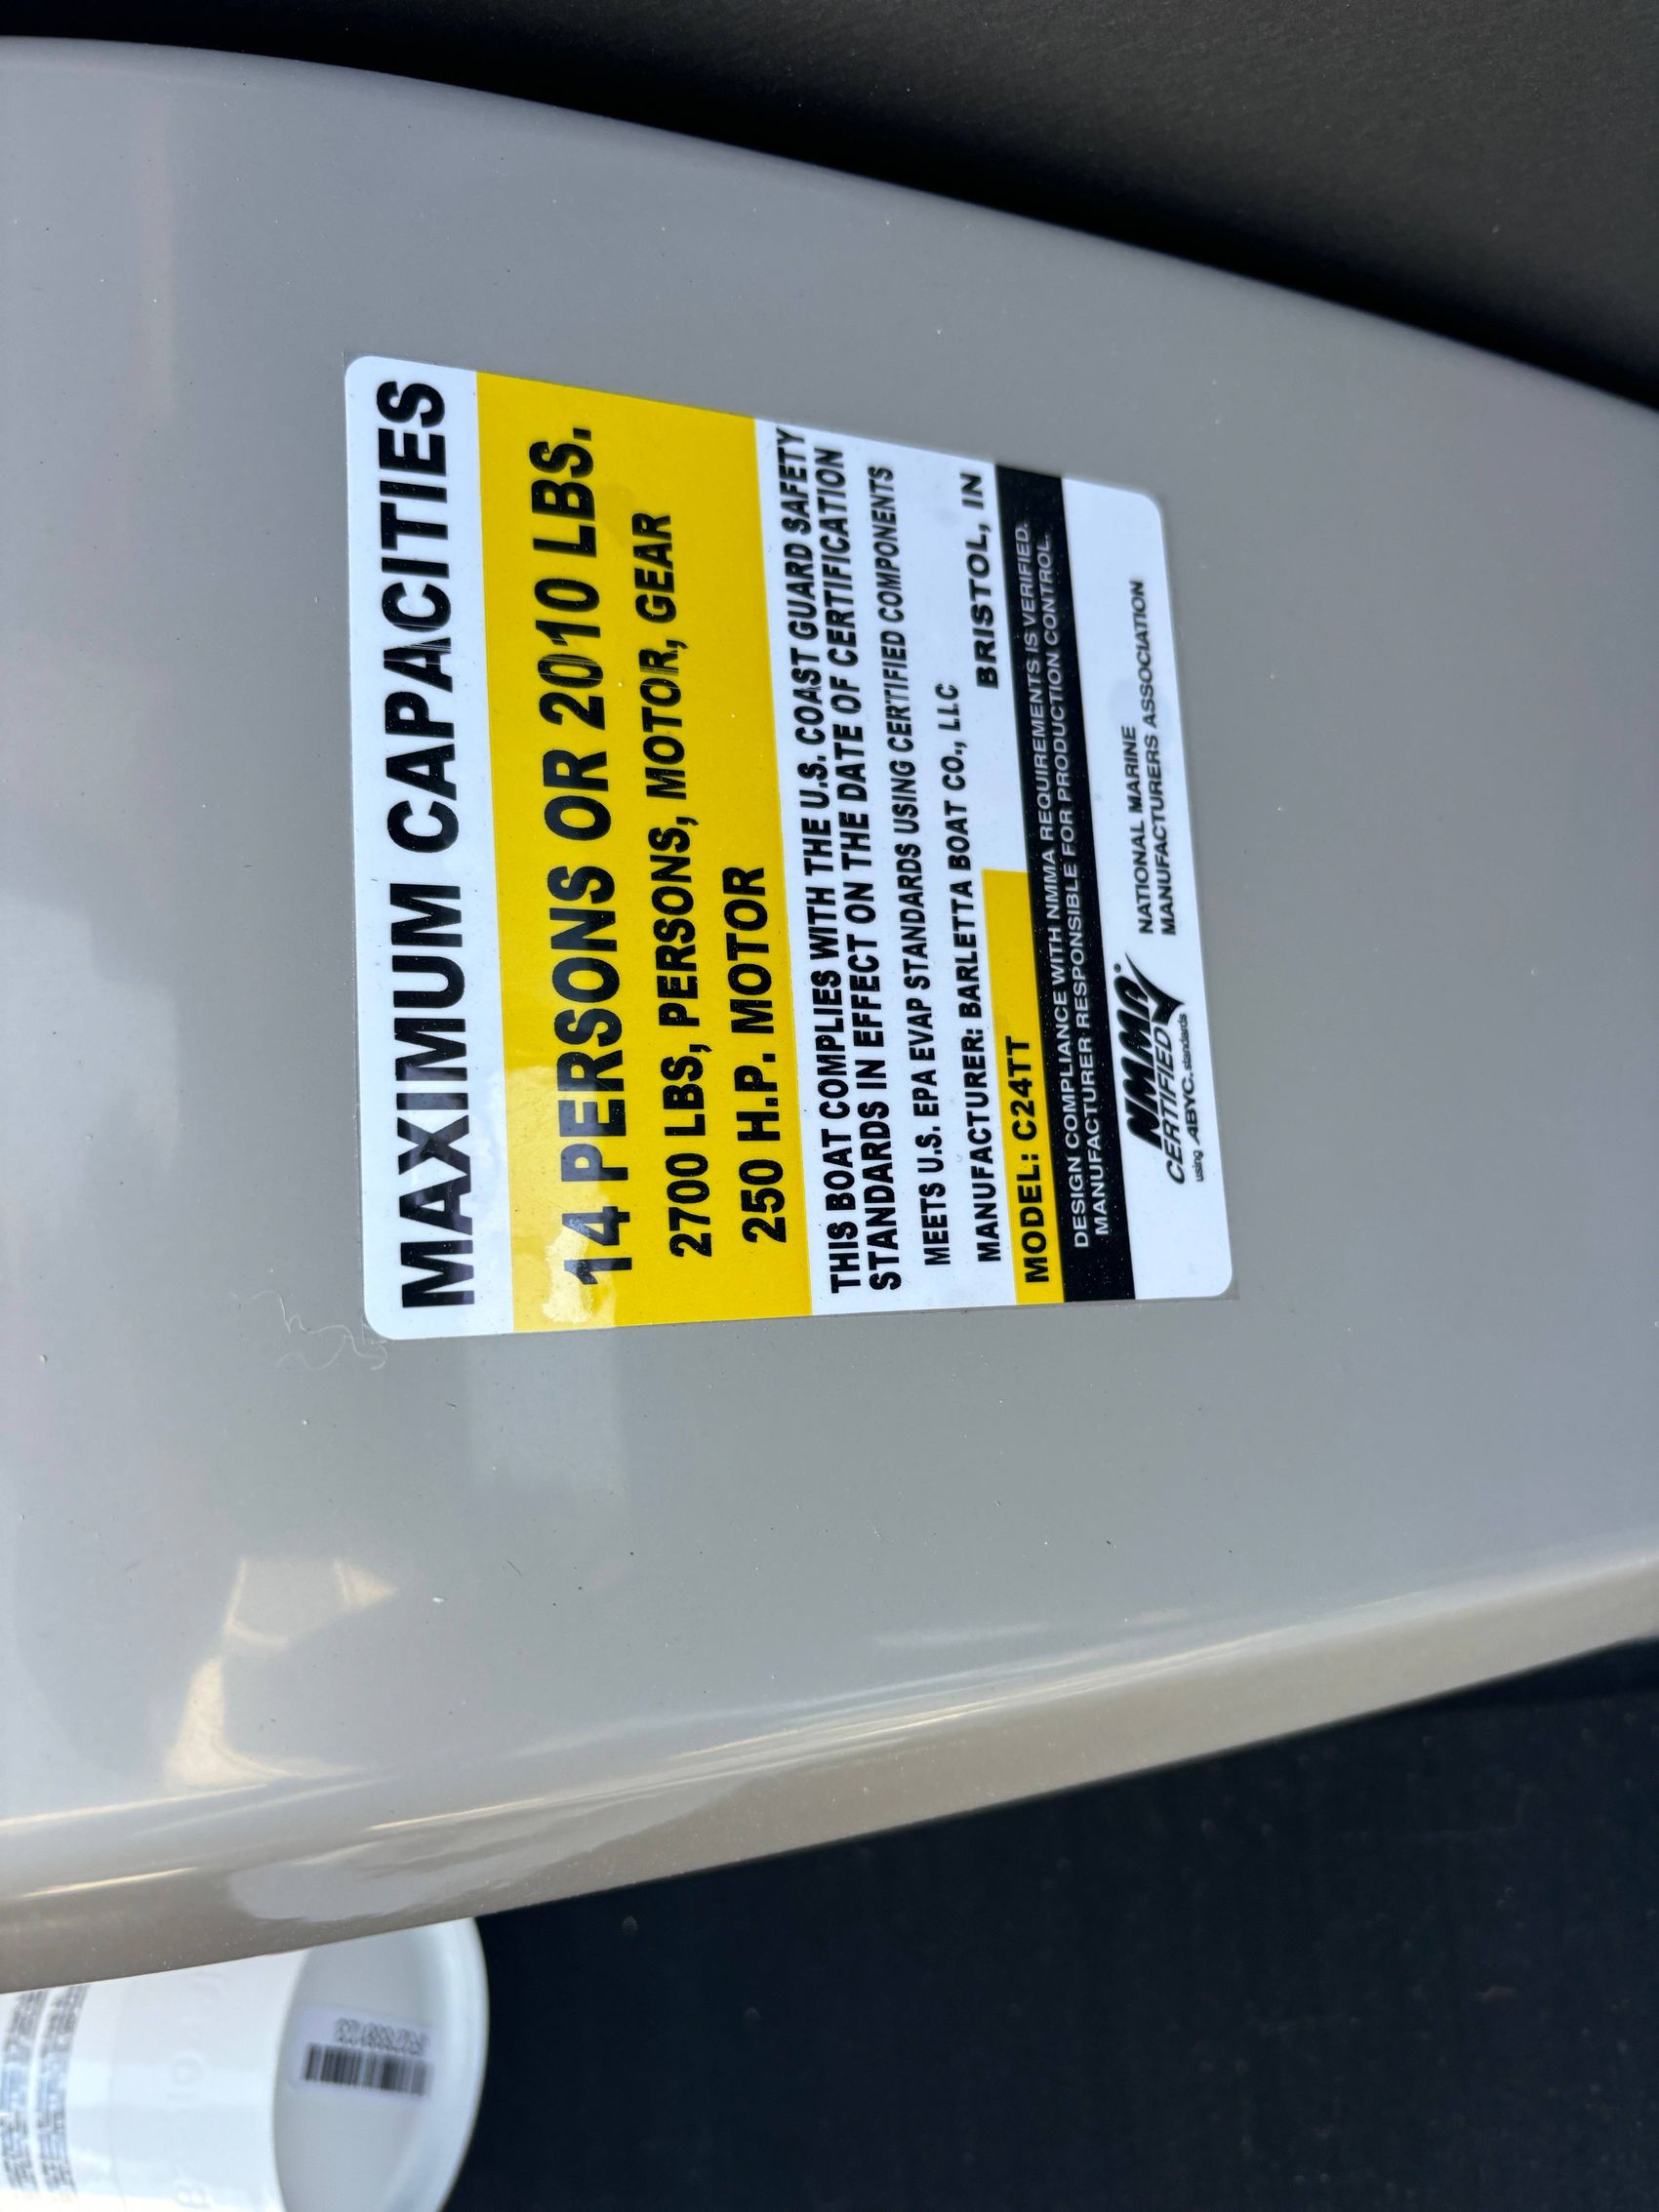 MAXIMUM CAPACITIES
14 PERSONS OR 2010 LBS.
2700 LBS, PERSONS, MOTOR, GEAR
250 H.P. MOTOR
THIS BOAT COMPLIES WITH THE U.S. COAST GUARD SAFETY
STANDARDS IN EFFECT ON THE DATE OF CERTIFICATION
MEETS U.S. EPA EVAP STANDARDS USING CERTIFIED COMPONENTS
MANUFACTURER: BARLETTA BOAT CO., LLC
BRISTOL, IN
MODEL: C24TT
DESIGN COMPLIANCE WITH NMMA REQUIREMENTS IS VERIFIED.
MANUFACTURER RESPONSIBLE FOR PRODUCTION CONTROL.
NMMA®
CERTIFIED
using ABYC. standards
NATIONAL MARINE
MANUFACTURERS ASSOCIATION